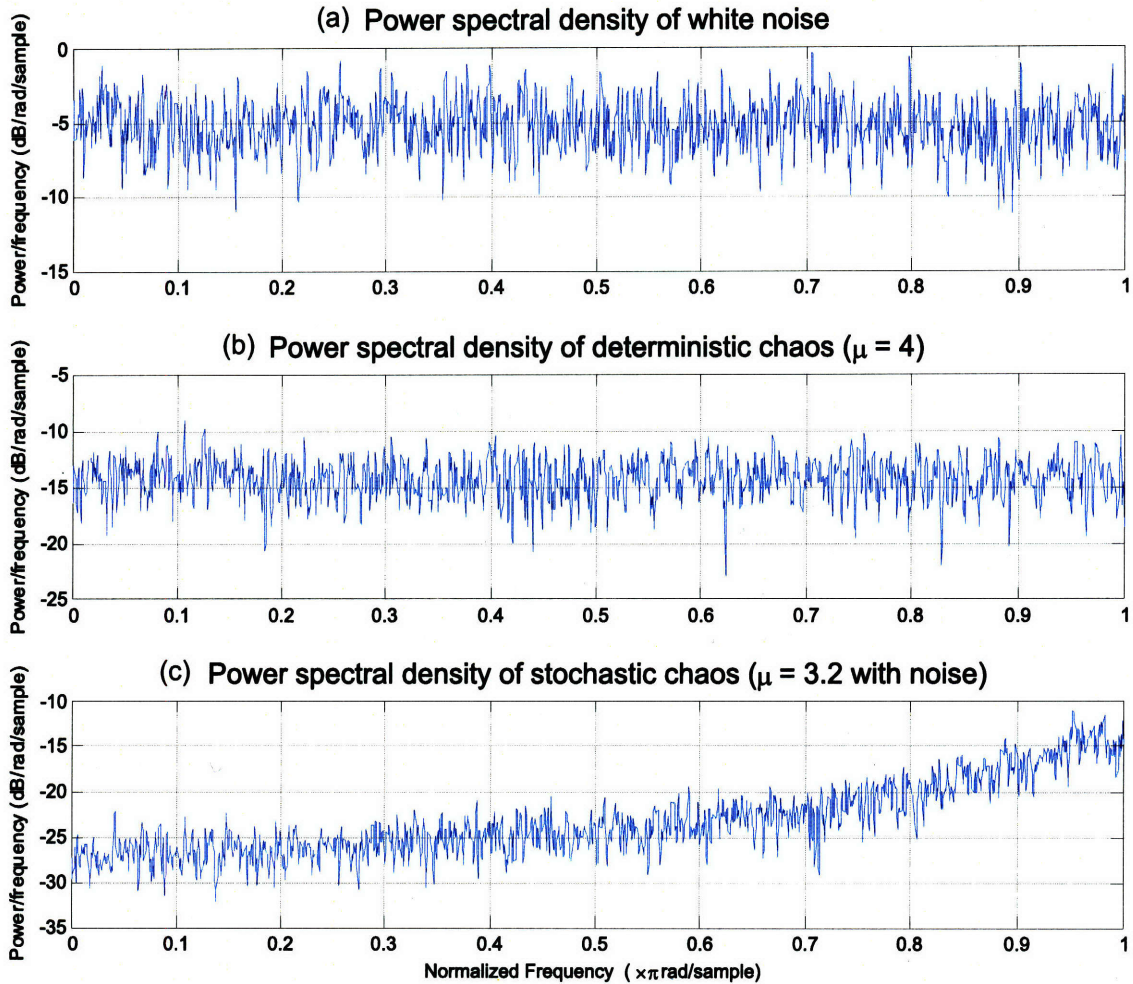 (a) Power spectral density of white noise
Power/frequency (dB/rad/sample)
0
-5
-10
-15
0 0.1 0.2 0.3 0.4 0.5 0.6 0.7 0.8 0.9 1
(b) Power spectral density of deterministic chaos (μ = 4)
Power/frequency (dB/rad/sample)
-5
-10
-15
-20
-25
0 0.1 0.2 0.3 0.4 0.5 0.6 0.7 0.8 0.9 1
(c) Power spectral density of stochastic chaos (μ = 3.2 with noise)
Power/frequency (dB/rad/sample)
-10
-15
-20
-25
-30
-35
0 0.1 0.2 0.3 0.4 0.5 0.6 0.7 0.8 0.9 1
Normalized Frequency (×π rad/sample)